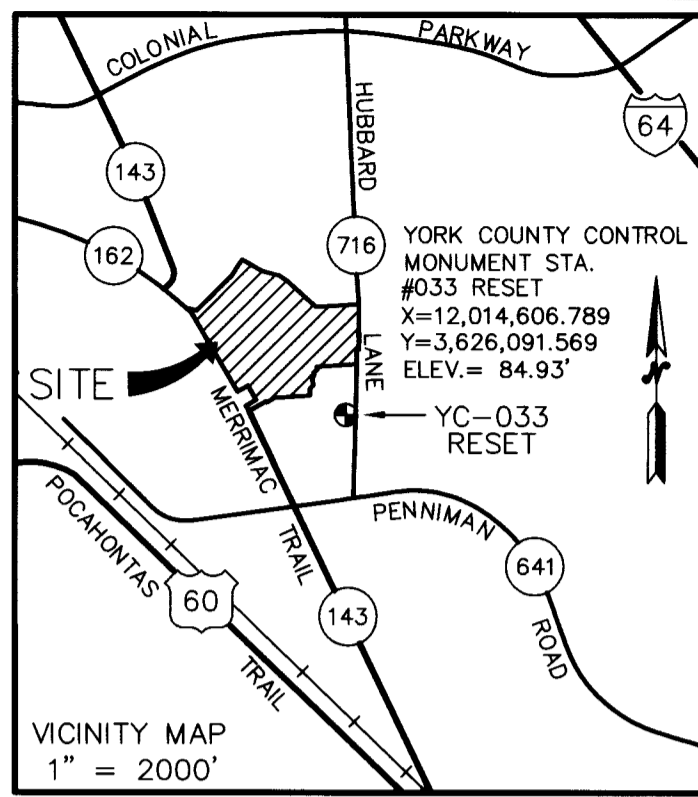 COLONIAL PARKWAY
HUBBARD
64
143
162
716
YORK COUNTY CONTROL
MONUMENT STA.
#033 RESET
X=12,014,606.789
Y=3,626,091.569
ELEV.= 84.93'
LANE
N
SITE
MERRIMAC
YC-033
RESET
POCAHONTAS
TRAIL
PENNIMAN
641
60
143
ROAD
TRAIL
VICINITY MAP
1" = 2000'